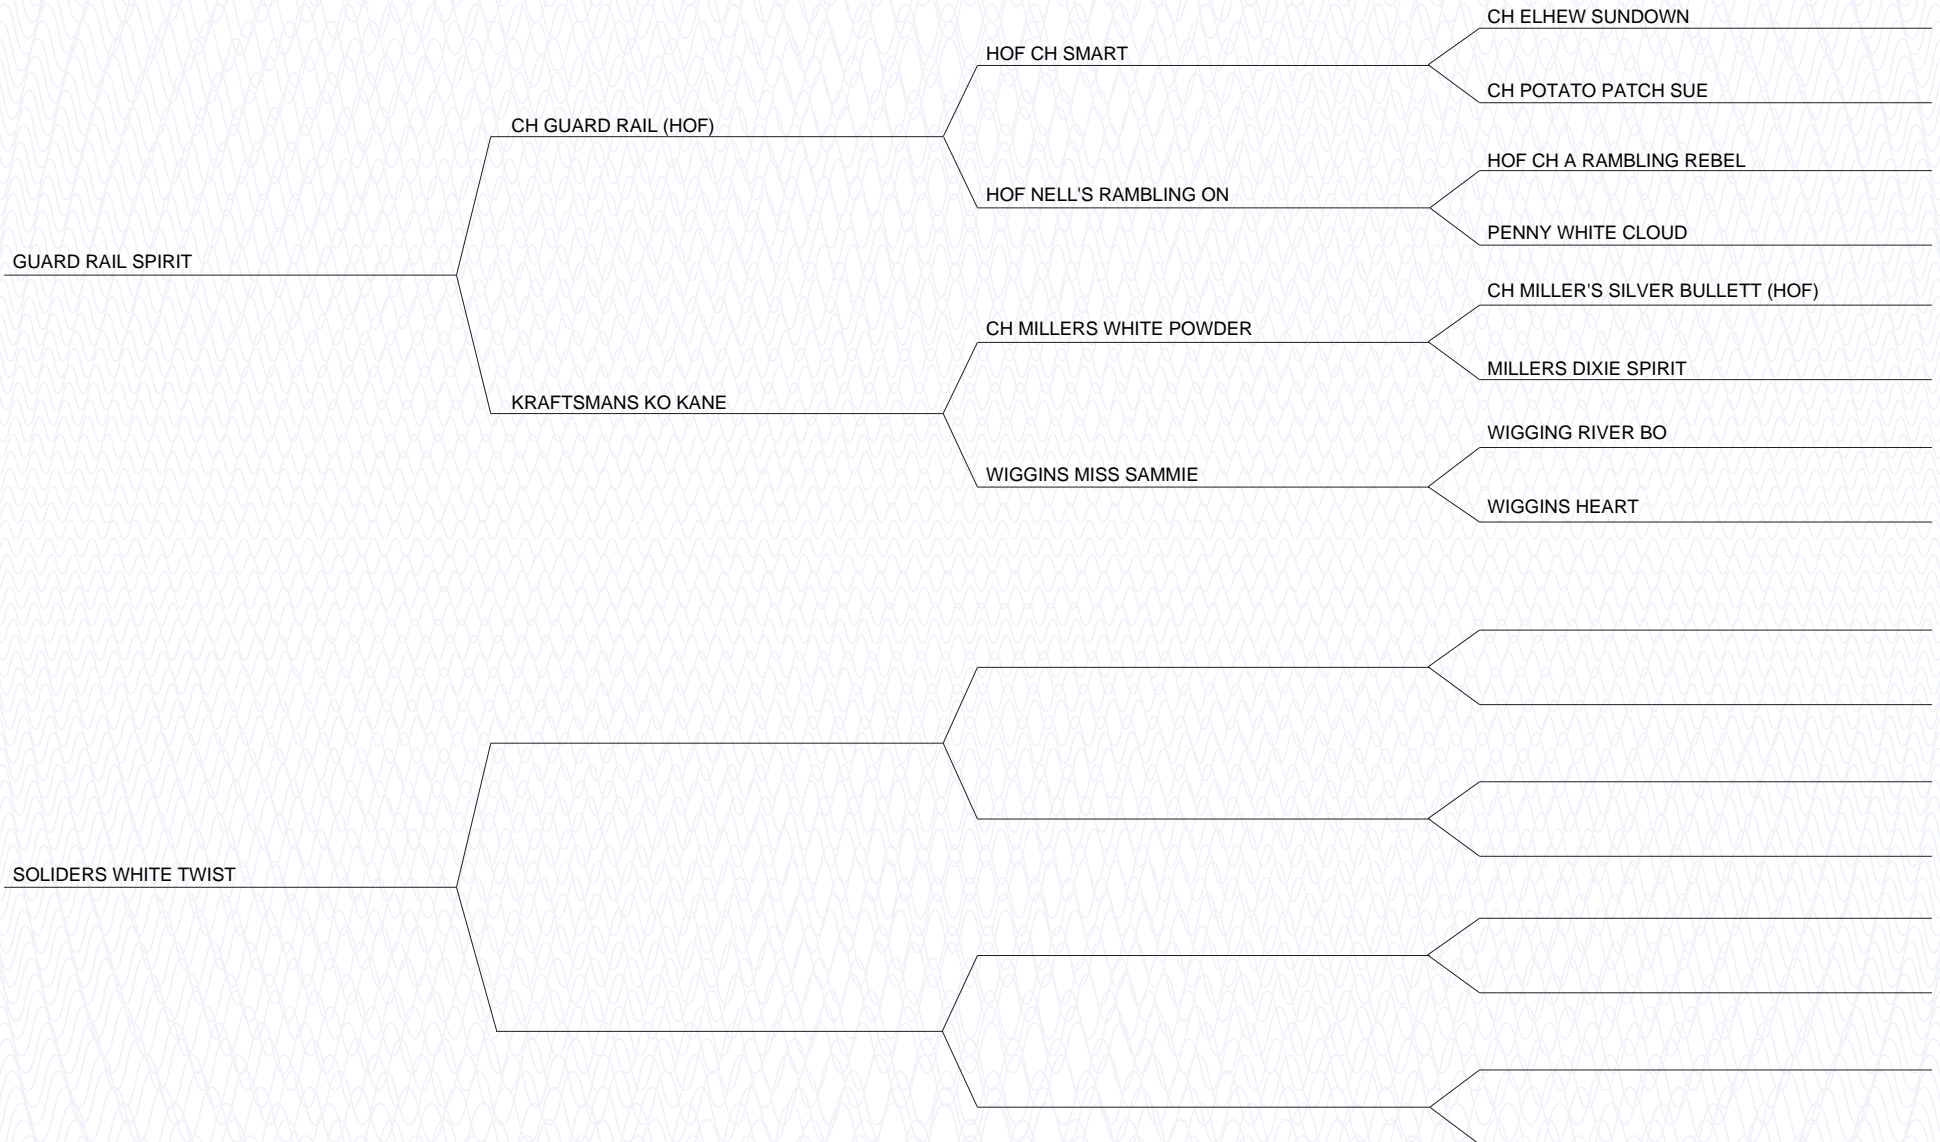 CH ELHEW SUNDOWN
HOF CH SMART
CH POTATO PATCH SUE
CH GUARD RAIL (HOF)
HOF CH A RAMBLING REBEL
HOF NELL'S RAMBLING ON
PENNY WHITE CLOUD
GUARD RAIL SPIRIT
CH MILLER'S SILVER BULLETT (HOF)
CH MILLERS WHITE POWDER
MILLERS DIXIE SPIRIT
KRAFTSMANS KO KANE
WIGGING RIVER BO
WIGGINS MISS SAMMIE
WIGGINS HEART
SOLIDERS WHITE TWIST